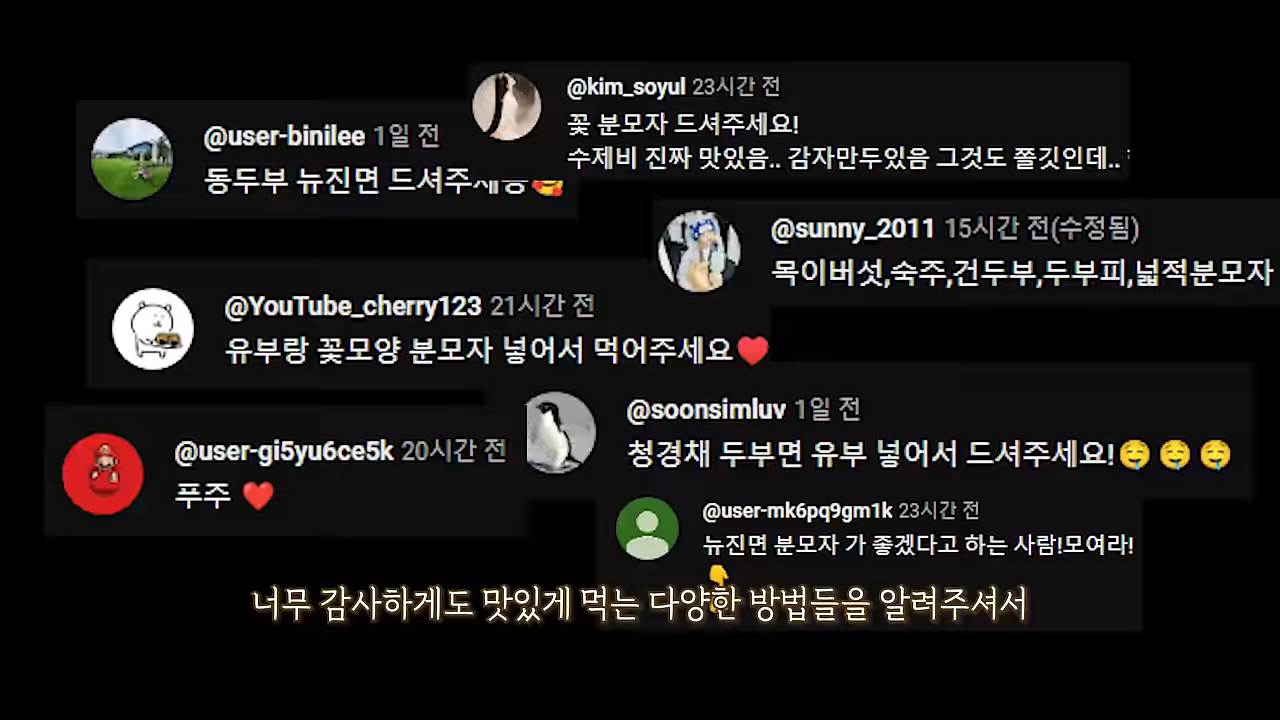 @kim_soyul 23시간 전
꽃 분모자 드셔주세요!
수제비 진짜 맛있음.. 감자만두있음 그것도 쫄깃인데..
@user-binilee 1일 전
동두부 뉴진면 드셔주세용🥰
@sunny_2011 15시간 전(수정됨)
목이버섯,숙주,건두부,두부피,넓적분모자
@YouTube_cherry123 21시간 전
유부랑 꽃모양 분모자 넣어서 먹어주세요♥
@soonsimluv 1일 전
청경채 두부면 유부 넣어서 드셔주세요!🤤🤤🤤
@user-gi5yu6ce5k 20시간 전
푸주 ♥
@user-mk6pq9gm1k 23시간 전
뉴진면 분모자 가 좋겠다고 하는 사람!모여라!
👇
너무 감사하게도 맛있게 먹는 다양한 방법들을 알려주셔서